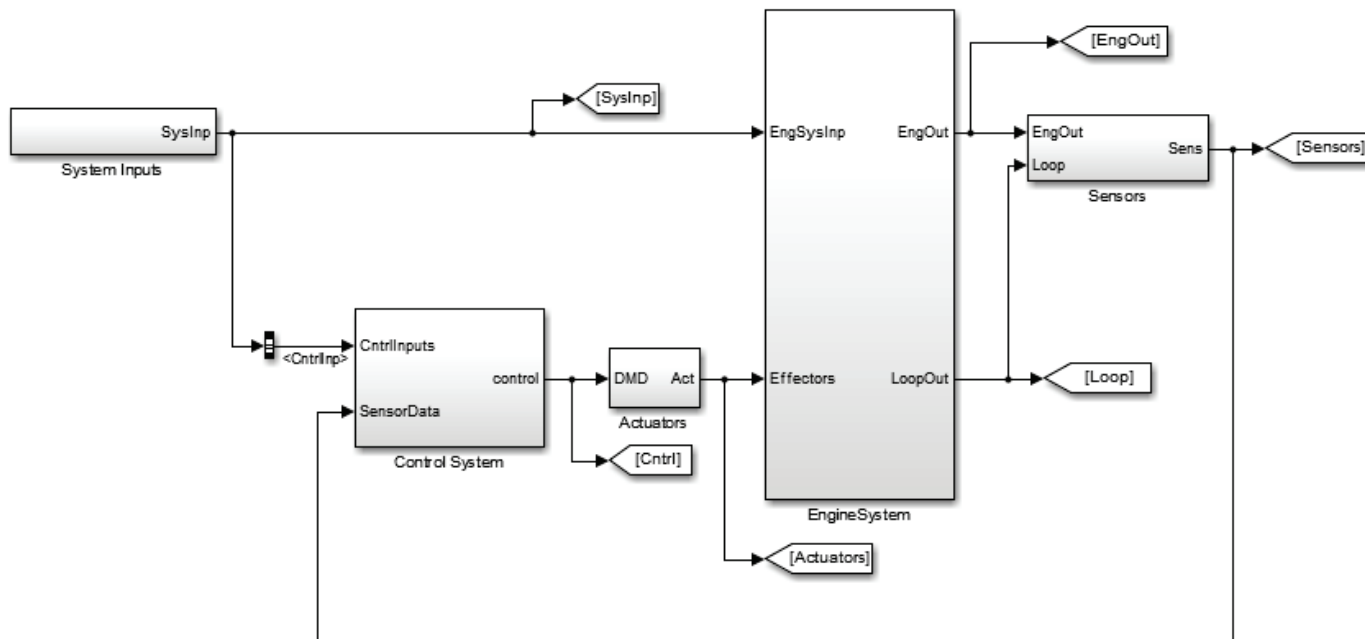 [EngOut]
[SysInp]
SysInp
System Inputs
EngSysInp
EngOut
EngOut
Loop
Sens
Sensors
[Sensors]
CntrlInputs
<CntrlInp>
SensorData
control
Control System
DMD
Act
Actuators
[Cntrl]
Effectors
LoopOut
[Loop]
EngineSystem
[Actuators]